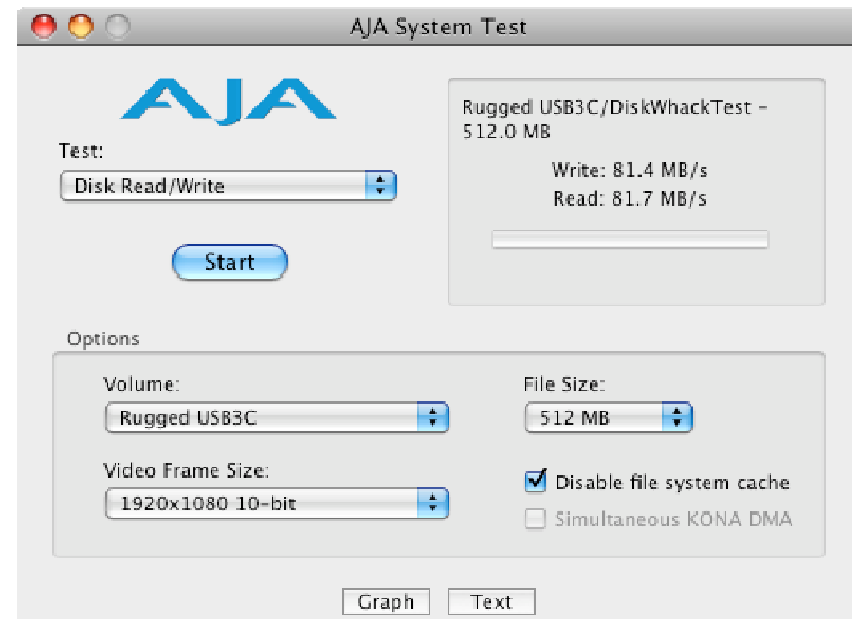 AJA System Test
AJA
Test:
Disk Read/Write
Start
Rugged USB3C/DiskWhackTest –
512.0 MB
Write: 81.4 MB/s
Read: 81.7 MB/s
Options
Volume:
Rugged USB3C
File Size:
512 MB
Video Frame Size:
1920x1080 10-bit
Disable file system cache
Simultaneous KONA DMA
Graph
Text